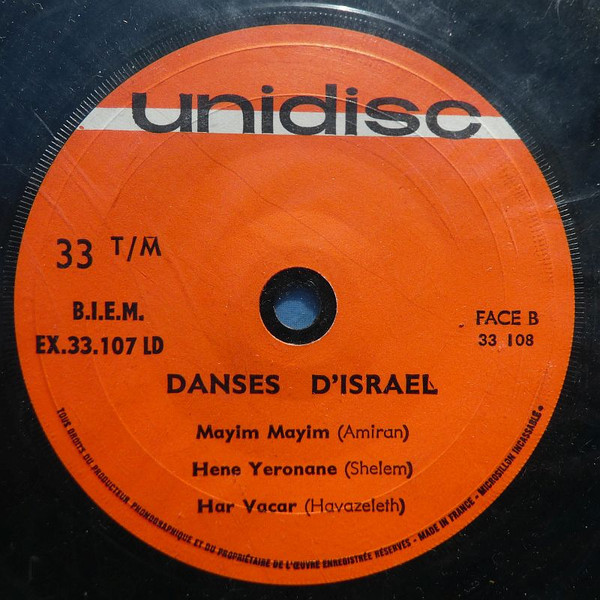 unidisc
33 T/M
B.I.E.M.
EX.33.107 LD
FACE B
33 108
DANSES D'ISRAEL
Mayim Mayim (Amiran)
Hene Yeronane (Shelem)
Har Vacar (Havazeleth)
TOUS DROITS DU PRODUCTEUR PHONOGRAPHIQUE ET DU PROPRIÉTAIRE DE L'ŒUVRE ENREGISTRÉE RÉSERVÉS - MADE IN FRANCE - MICROSILLON INCASSABLE